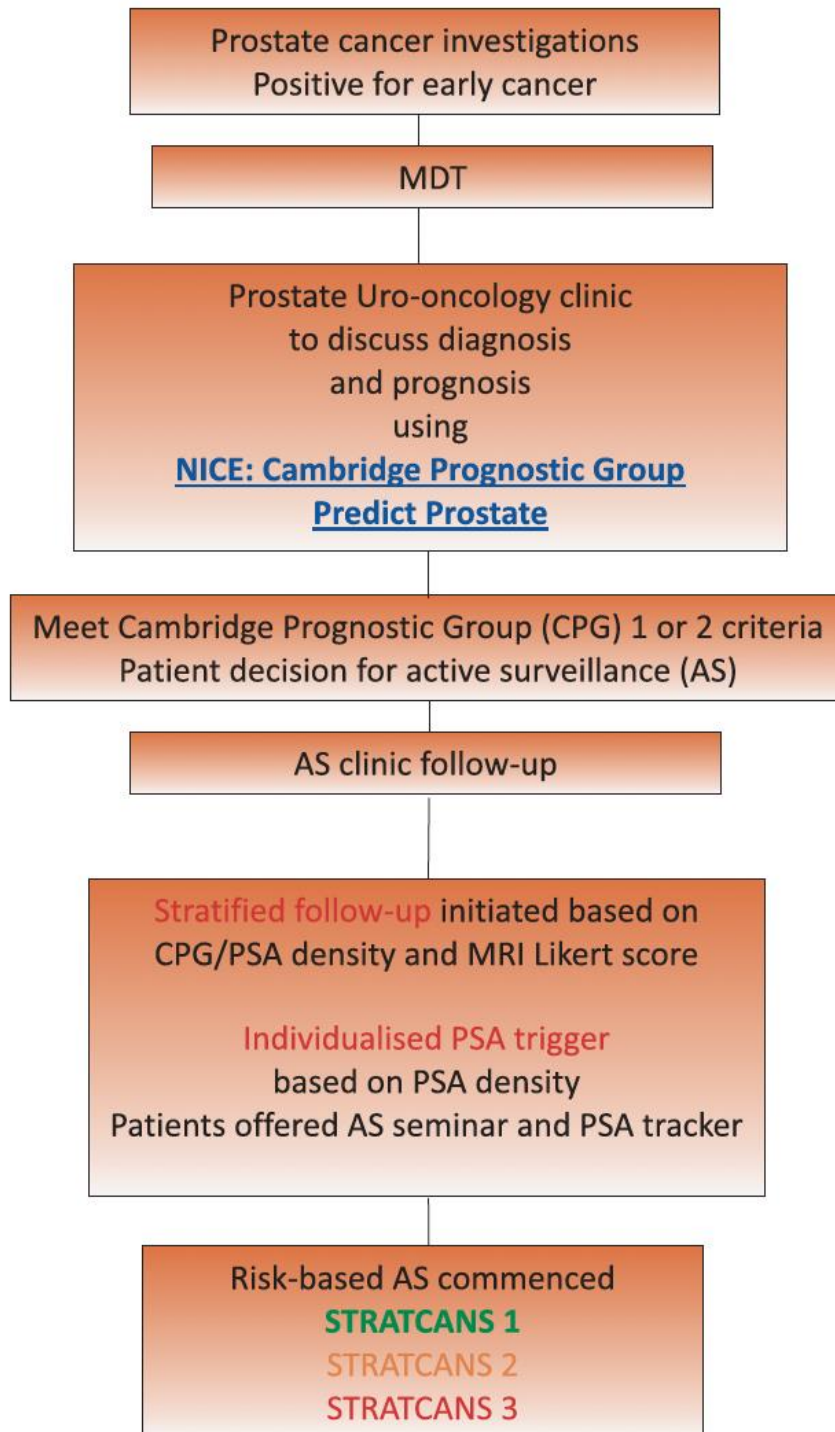 Prostate cancer investigations
Positive for early cancer
MDT
Prostate Uro-oncology clinic
to discuss diagnosis
and prognosis
using
NICE: Cambridge Prognostic Group
Predict Prostate
Meet Cambridge Prognostic Group (CPG) 1 or 2 criteria
Patient decision for active surveillance (AS)
AS clinic follow-up
Stratified follow-up initiated based on
CPG/PSA density and MRI Likert score
Individualised PSA trigger
based on PSA density
Patients offered AS seminar and PSA tracker
Risk-based AS commenced
STRATCANS 1
STRATCANS 2
STRATCANS 3